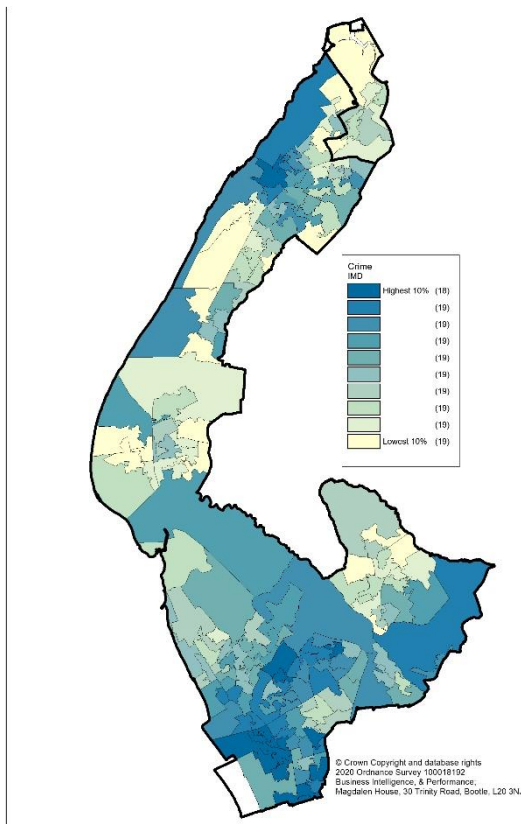 Crime
IMD
Highest 10% (18)
(19)
(19)
(19)
(19)
(19)
(19)
(19)
(19)
Lowest 10% (19)
© Crown Copyright and database rights
2020 Ordnance Survey 100018192
Business Intelligence, & Performance,
Magdalen House, 30 Trinity Road, Bootle, L20